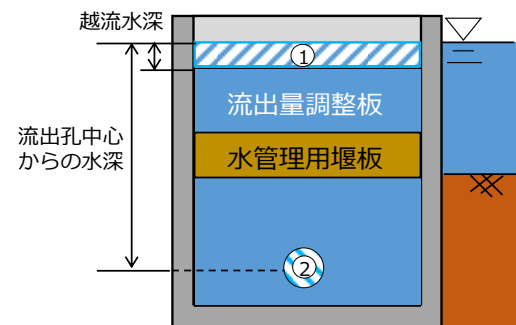 越流水深
①
流出量調整板
流出孔中心
からの水深
水管理用堰板
②